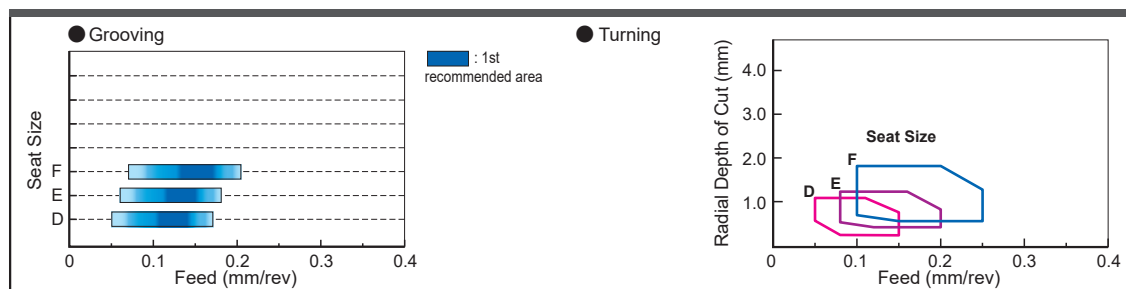 ● Grooving
: 1st
recommended area
Seat Size
F
E
D
0
0.1
0.2
0.3
0.4
Feed (mm/rev)
● Turning
Radial Depth of Cut (mm)
4.0
3.0
2.0
1.0
Seat Size
F
E
D
0
0.1
0.2
0.3
0.4
Feed (mm/rev)